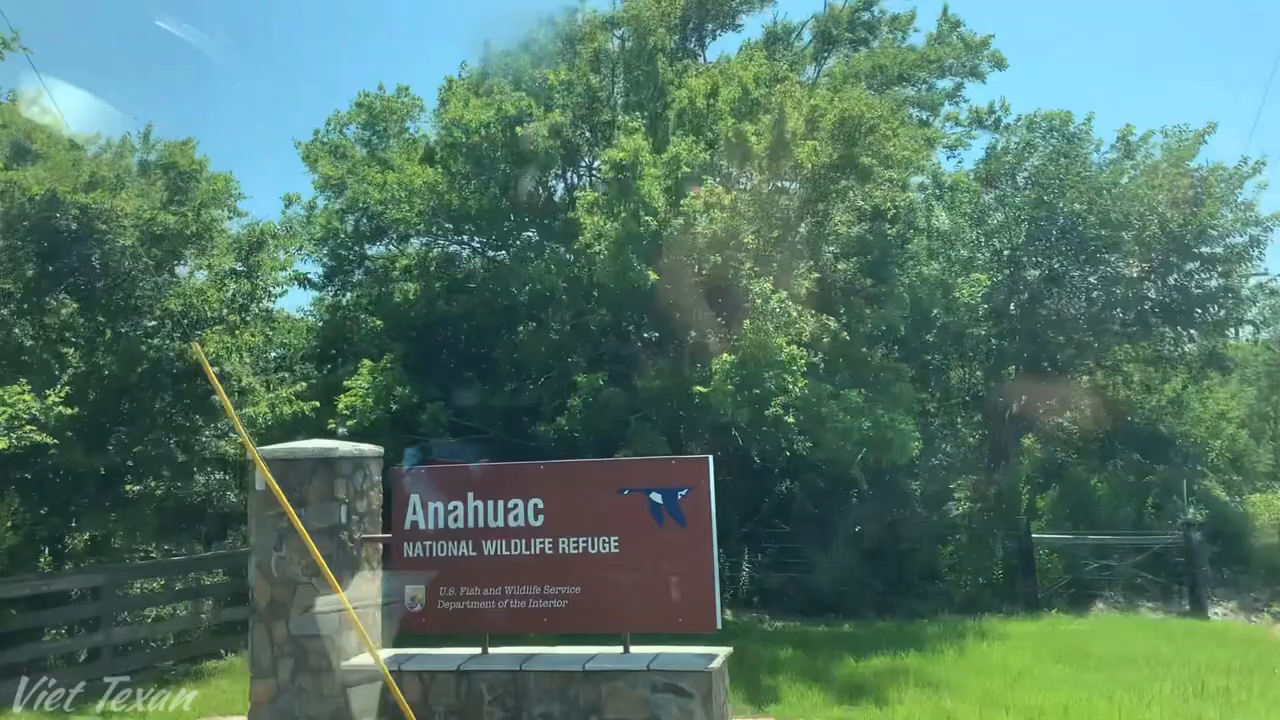 Anahuac
NATIONAL WILDLIFE REFUGE
U.S. Fish and Wildlife Service
Department of the Interior
Viet Texan